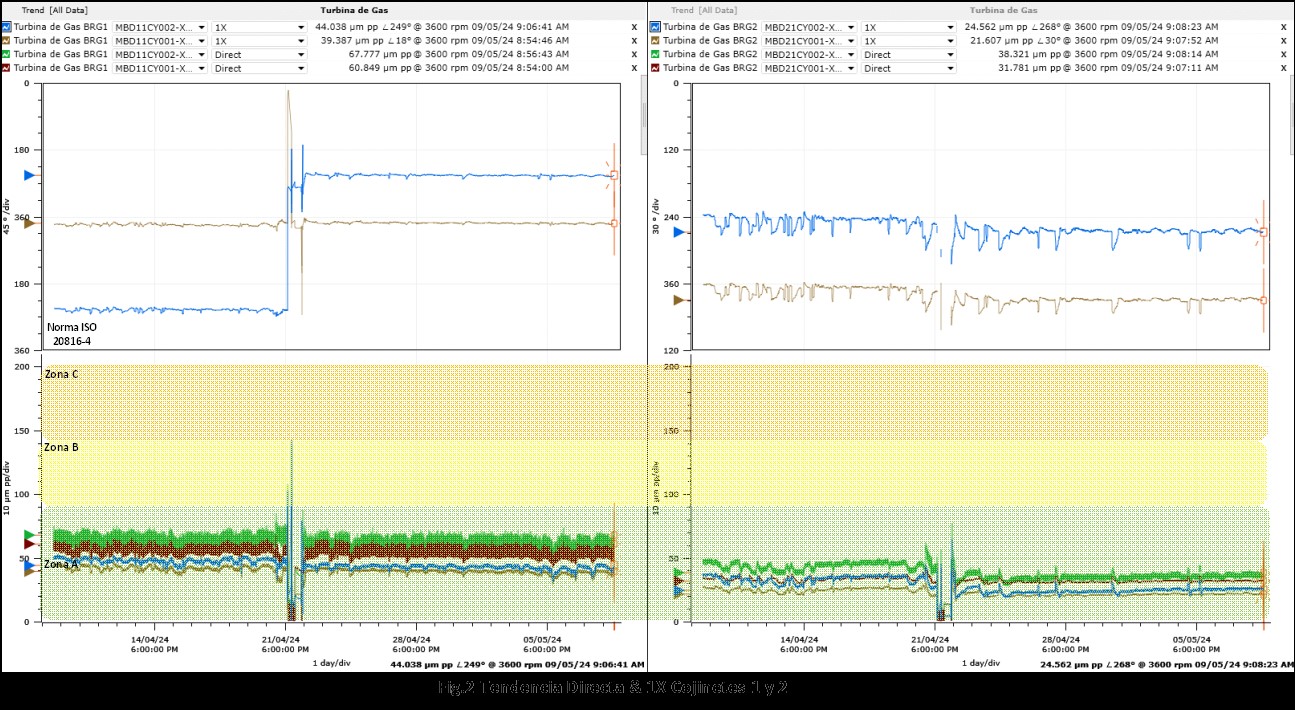 Trend [All Data] Turbina de Gas
Turbina de Gas BRG1 MBD11CY002-X... 1X 44.038 µm pp ∠249° @ 3600 rpm 09/05/24 9:06:41 AM X
Turbina de Gas BRG1 MBD11CY001-X... 1X 39.387 µm pp ∠18° @ 3600 rpm 09/05/24 8:54:46 AM X
Turbina de Gas BRG1 MBD11CY002-X... Direct 67.777 µm pp @ 3600 rpm 09/05/24 8:56:43 AM X
Turbina de Gas BRG1 MBD11CY001-X... Direct 60.849 µm pp @ 3600 rpm 09/05/24 8:54:00 AM X
0
180
360
180
360
45 ° /div
Norma ISO
20816-4
200
150
100
50
0
10 µm pp/div
Zona C
Zona B
Zona A
14/04/24 21/04/24 28/04/24 05/05/24
6:00:00 PM 6:00:00 PM 6:00:00 PM 6:00:00 PM
1 day/div 44.038 µm pp ∠249° @ 3600 rpm 09/05/24 9:06:41 AM
Trend [All Data] Turbina de Gas
Turbina de Gas BRG2 MBD21CY002-X... 1X 24.562 µm pp ∠268° @ 3600 rpm 09/05/24 9:08:23 AM X
Turbina de Gas BRG2 MBD21CY001-X... 1X 21.607 µm pp ∠30° @ 3600 rpm 09/05/24 9:07:52 AM X
Turbina de Gas BRG2 MBD21CY002-X... Direct 38.321 µm pp @ 3600 rpm 09/05/24 9:08:14 AM X
Turbina de Gas BRG2 MBD21CY001-X... Direct 31.781 µm pp @ 3600 rpm 09/05/24 9:07:11 AM X
0
120
240
360
120
30 ° /div
200
150
100
50
0
10 µm pp/div
14/04/24 21/04/24 28/04/24 05/05/24
6:00:00 PM 6:00:00 PM 6:00:00 PM 6:00:00 PM
1 day/div 24.562 µm pp ∠268° @ 3600 rpm 09/05/24 9:08:23 AM
Fig.2 Tendencia Directa & 1X Cojinetes 1 y 2